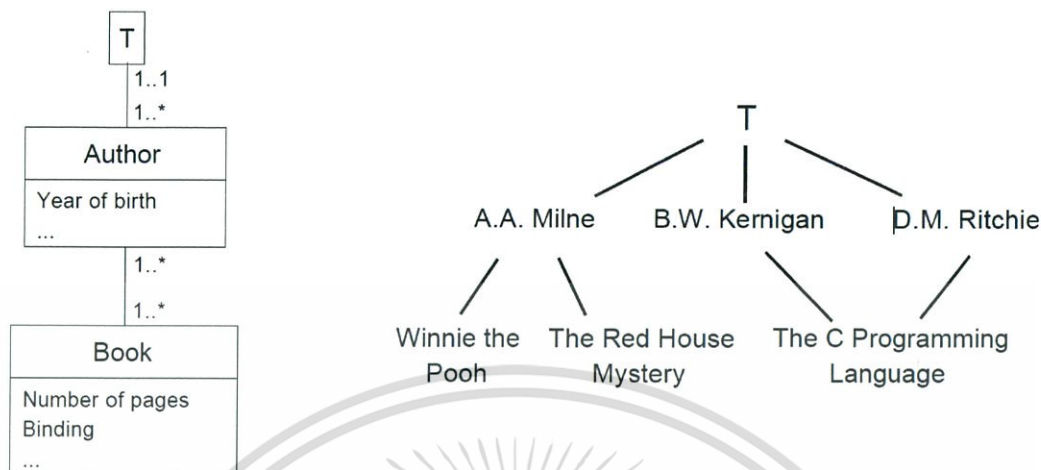 T
1..1
1..*
Author
Year of birth
...
1..*
1..*
Book
Number of pages
Binding
...
T
A.A. Milne
B.W. Kernigan
D.M. Ritchie
Winnie the
Pooh
The Red House
Mystery
The C Programming
Language